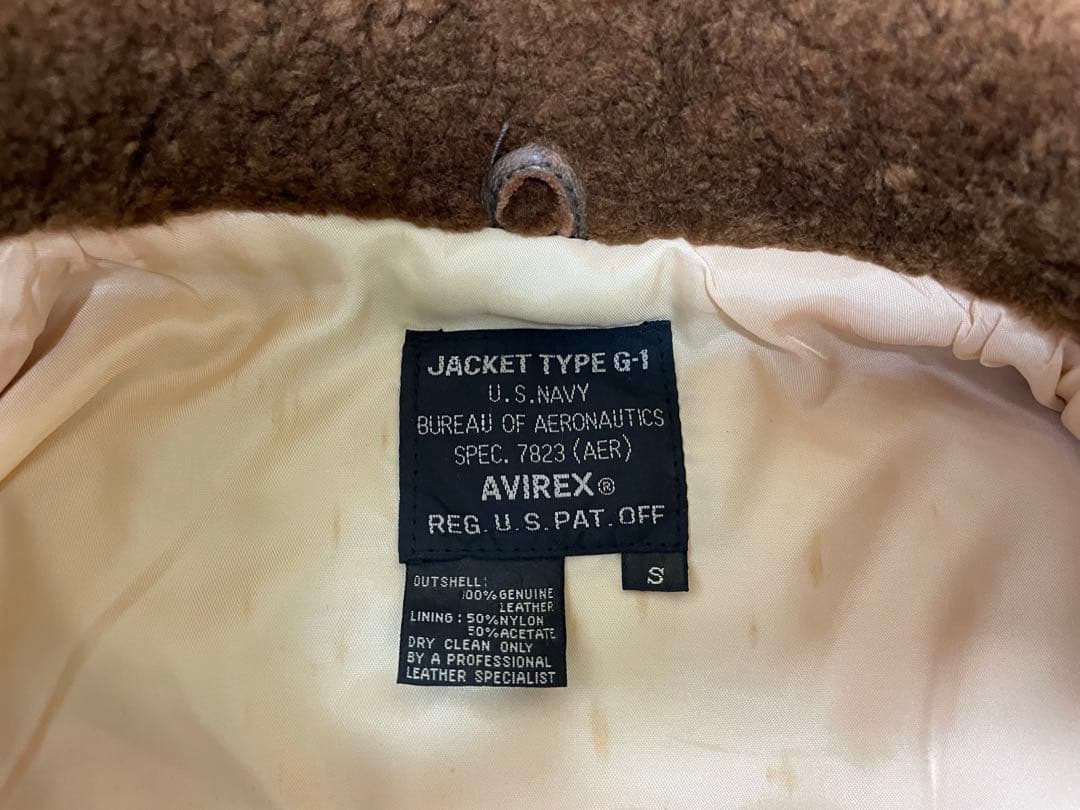 JACKET TYPE G-1
U.S.NAVY
BUREAU OF AERONAUTICS
SPEC. 7823 (AER)
AVIREX®
REG. U.S. PAT. OFF
S
OUTSHELL:
100% GENUINE
LEATHER
LINING: 50% NYLON
50% ACETATE
DRY CLEAN ONLY
BY A PROFESSIONAL
LEATHER SPECIALIST